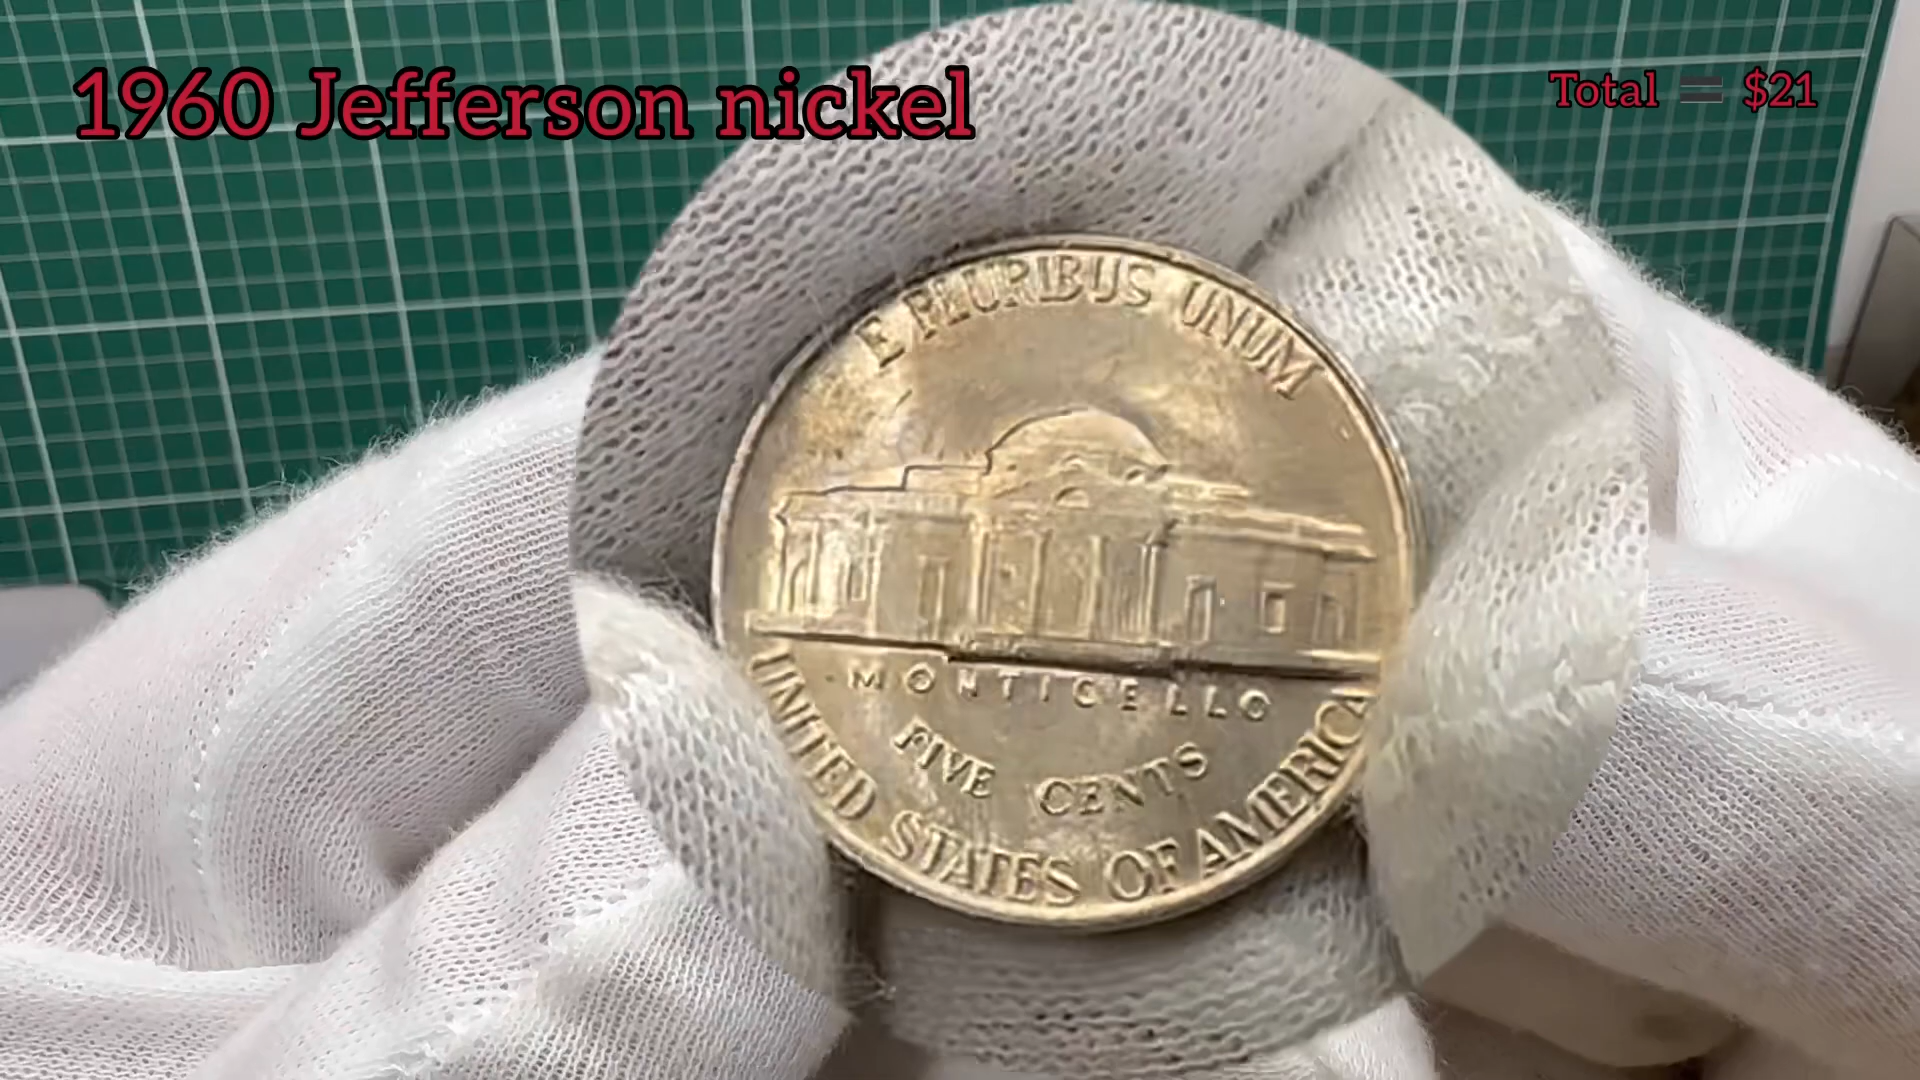 1960 Jefferson nickel
Total = $21
E PLURIBUS UNUM
MONTICELLO
FIVE CENTS
UNITED STATES OF AMERICA